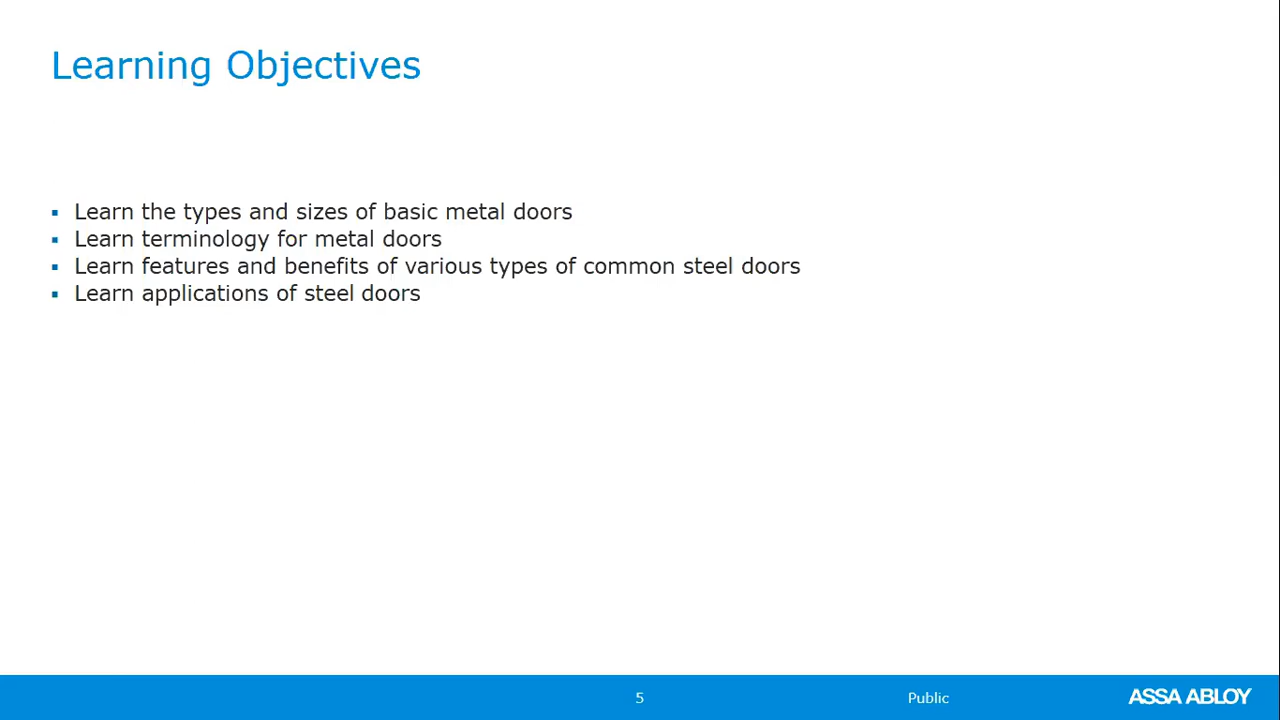 Learning Objectives
▪ Learn the types and sizes of basic metal doors
▪ Learn terminology for metal doors
▪ Learn features and benefits of various types of common steel doors
▪ Learn applications of steel doors
5
Public
ASSA ABLOY